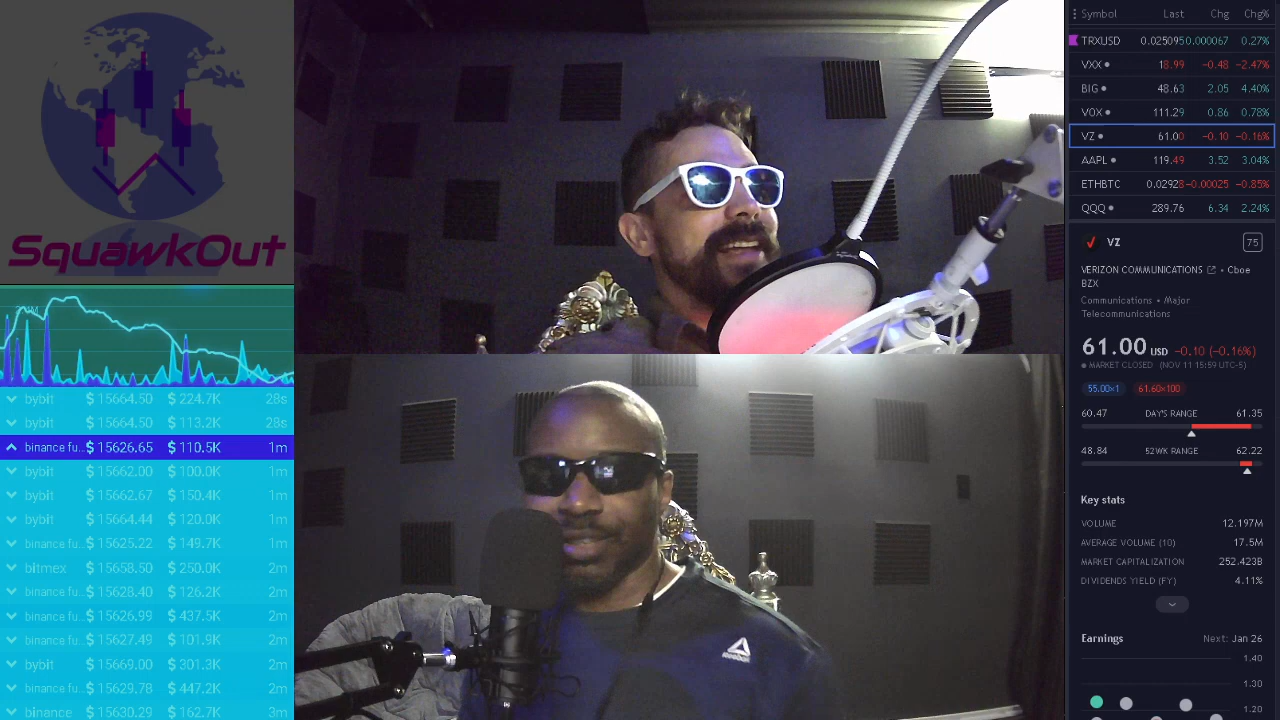 SquawkOut
bybit $ 15664.50 $ 224.7K 28s
bybit $ 15664.50 $ 113.2K 28s
binance fu... $ 15626.65 $ 110.5K 1m
bybit $ 15662.00 $ 100.0K 1m
bybit $ 15662.67 $ 150.4K 1m
bybit $ 15664.44 $ 120.0K 1m
binance fu... $ 15625.22 $ 149.7K 1m
bitmex $ 15658.50 $ 250.0K 2m
binance fu... $ 15628.40 $ 126.2K 2m
binance fu... $ 15626.99 $ 437.5K 2m
binance fu... $ 15627.49 $ 101.9K 2m
bybit $ 15669.00 $ 301.3K 2m
binance fu... $ 15629.78 $ 447.2K 2m
binance $ 15630.29 $ 162.7K 3m
Reebok
Symbol Last Chg Chg%
TRXUSD 0.025095 0.000067 0.27%
VXX 18.99 −0.48 −2.47%
BIG 48.63 2.05 4.40%
VOX 111.29 0.86 0.78%
VZ 61.00 −0.10 −0.16%
AAPL 119.49 3.52 3.04%
ETHBTC 0.02928 −0.00025 −0.85%
QQQ 289.76 6.34 2.24%
VZ 75
VERIZON COMMUNICATIONS • Cboe
BZX
Communications • Major
Telecommunications
61.00 USD −0.10 (−0.16%)
MARKET CLOSED (NOV 11 15:59 UTC-5)
55.00×1 61.60×100
60.47 DAYS RANGE 61.35
48.84 52WK RANGE 62.22
Key stats
VOLUME 12.197M
AVERAGE VOLUME (10) 17.5M
MARKET CAPITALIZATION 252.423B
DIVIDENDS YIELD (FY) 4.11%
Earnings Next: Jan 26
1.40
1.30
1.20